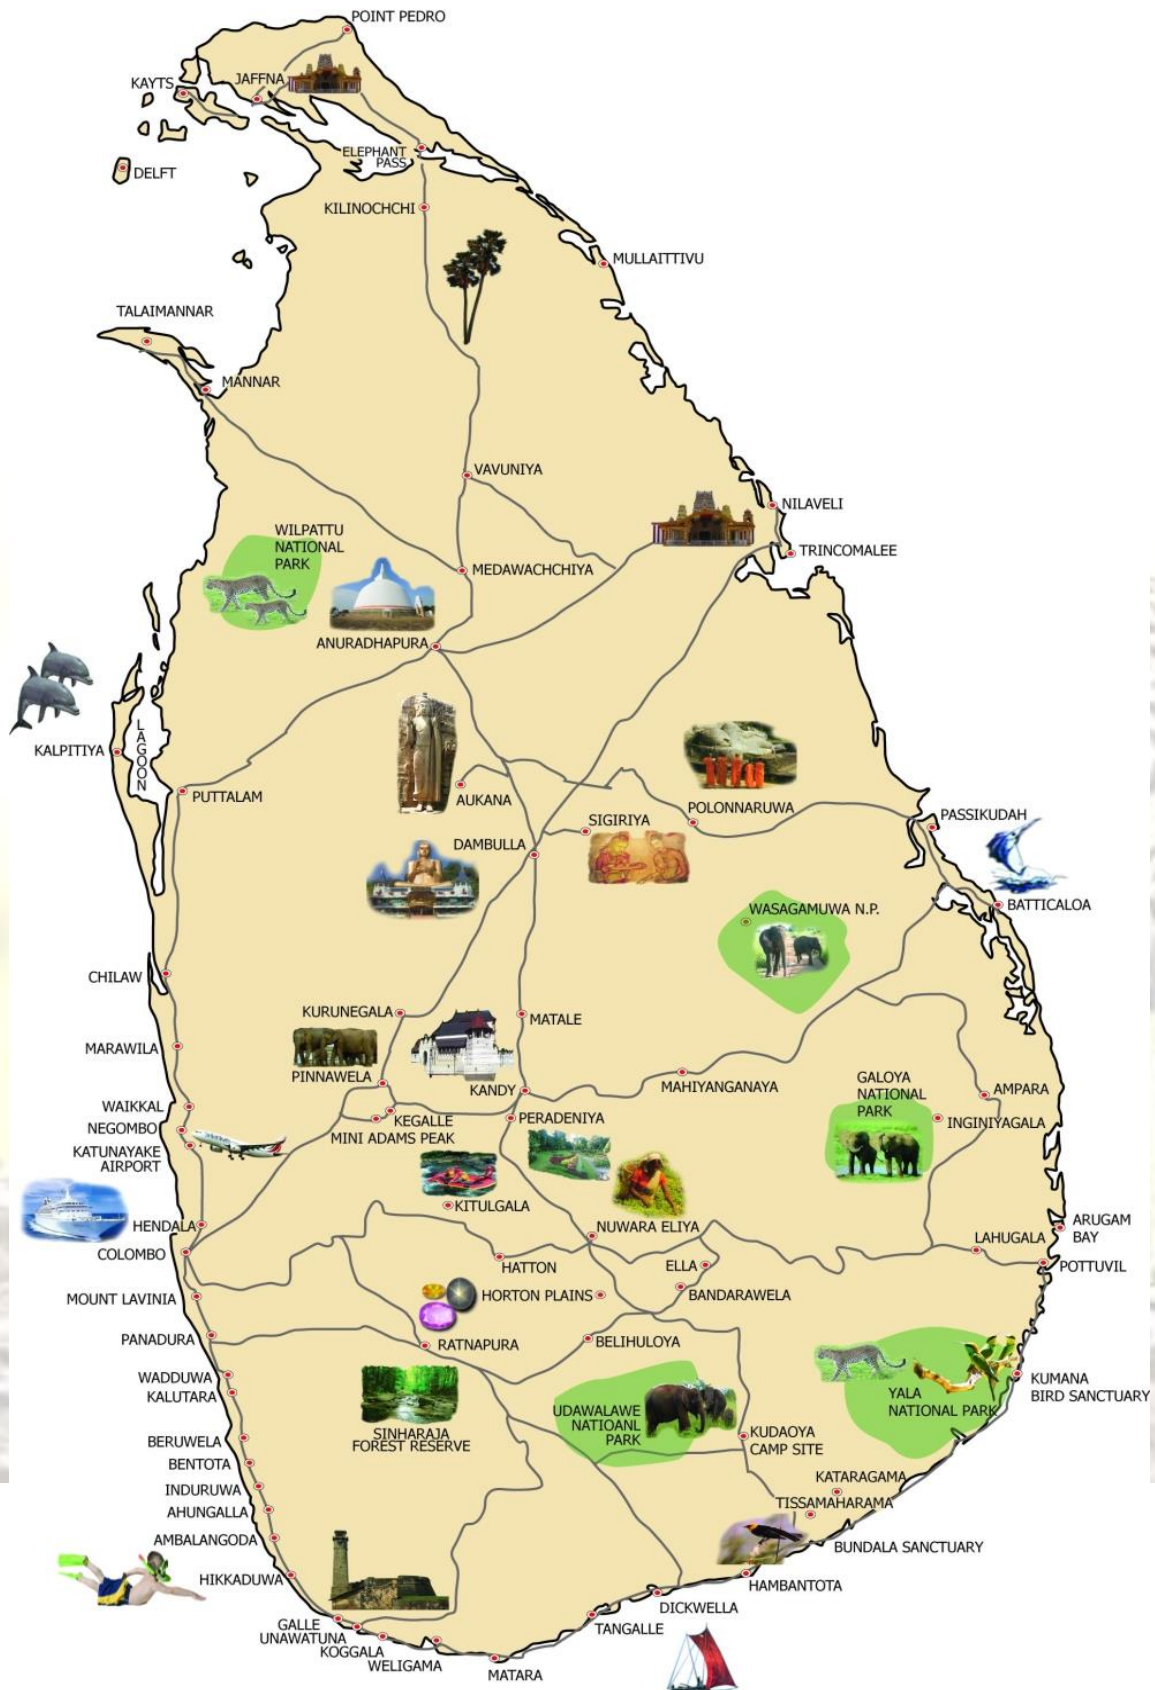 POINT PEDRO
KAYTS
JAFFNA
ELEPHANT
PASS
DELFT
KILINOCHCHI
MULLAITTIVU
TALAIMANNAR
MANNAR
VAVUNIYA
NILAVELI
WILPATTU
NATIONAL
PARK
TRINCOMALEE
MEDAWACHCHIYA
ANURADHAPURA
LAGOON
KALPITIYA
PUTTALAM
AUKANA
POLONNARUWA
SIGIRIYA
PASSIKUDAH
DAMBULLA
BATTICALOA
WASAGAMUWA N.P.
CHILAW
KURUNEGALA
MATALE
MARAWILA
PINNAWELA
KANDY
MAHIYANGANAYA
GALOYA
NATIONAL
PARK
AMPARA
WAIKKAL
KEGALLE
PERADENIYA
INGINIYAGALA
NEGOMBO
MINI ADAMS PEAK
KATUNAYAKE
AIRPORT
KITULGALA
HENDALA
NUWARA ELIYA
ARUGAM
BAY
COLOMBO
LAHUGALA
HATTON
ELLA
POTTUVIL
MOUNT LAVINIA
HORTON PLAINS
BANDARAWELA
PANADURA
RATNAPURA
BELIHULOYA
WADDUWA
KALUTARA
KUMANA
BIRD SANCTUARY
YALA
NATIONAL PARK
UDAWALAWE
NATIOANL
PARK
SINHARAJA
FOREST RESERVE
KUDAOYA
CAMP SITE
BERUWELA
BENTOTA
INDURUWA
KATARAGAMA
TISSAMAHARAMA
AHUNGALLA
AMBALANGODA
BUNDALA SANCTUARY
HIKKADUWA
HAMBANTOTA
DICKWELLA
GALLE
TANGALLE
UNAWATUNA
KOGGALA
WELIGAMA
MATARA